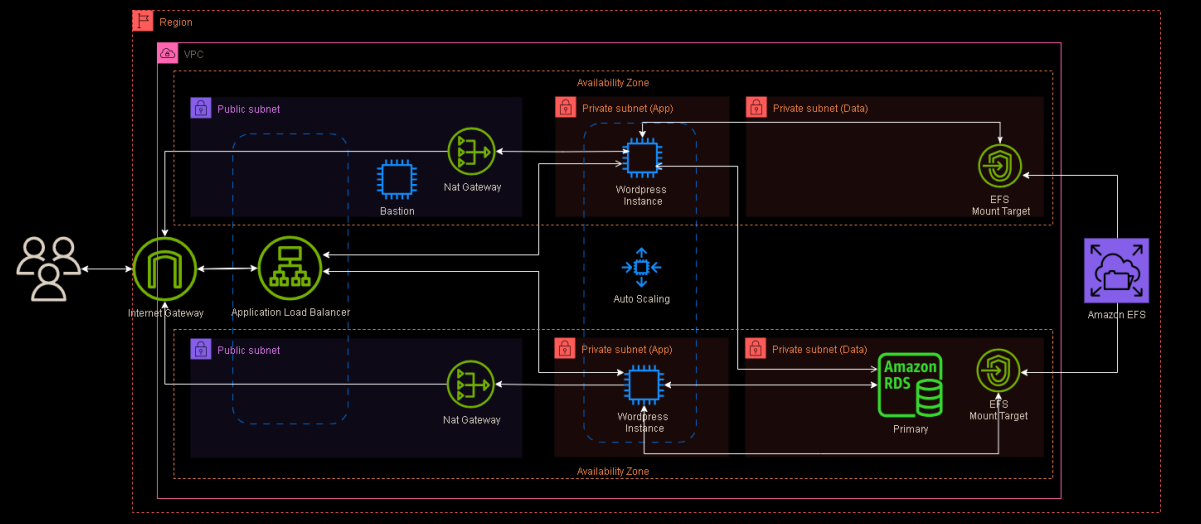 Region
VPC
Availability Zone
Public subnet
Private subnet (App)
Private subnet (Data)
Nat Gateway
Bastion
Wordpress
Instance
EFS
Mount Target
Internet Gateway
Application Load Balancer
Auto Scaling
Amazon EFS
Public subnet
Private subnet (App)
Private subnet (Data)
Nat Gateway
Wordpress
Instance
Amazon
RDS
Primary
EFS
Mount Target
Availability Zone